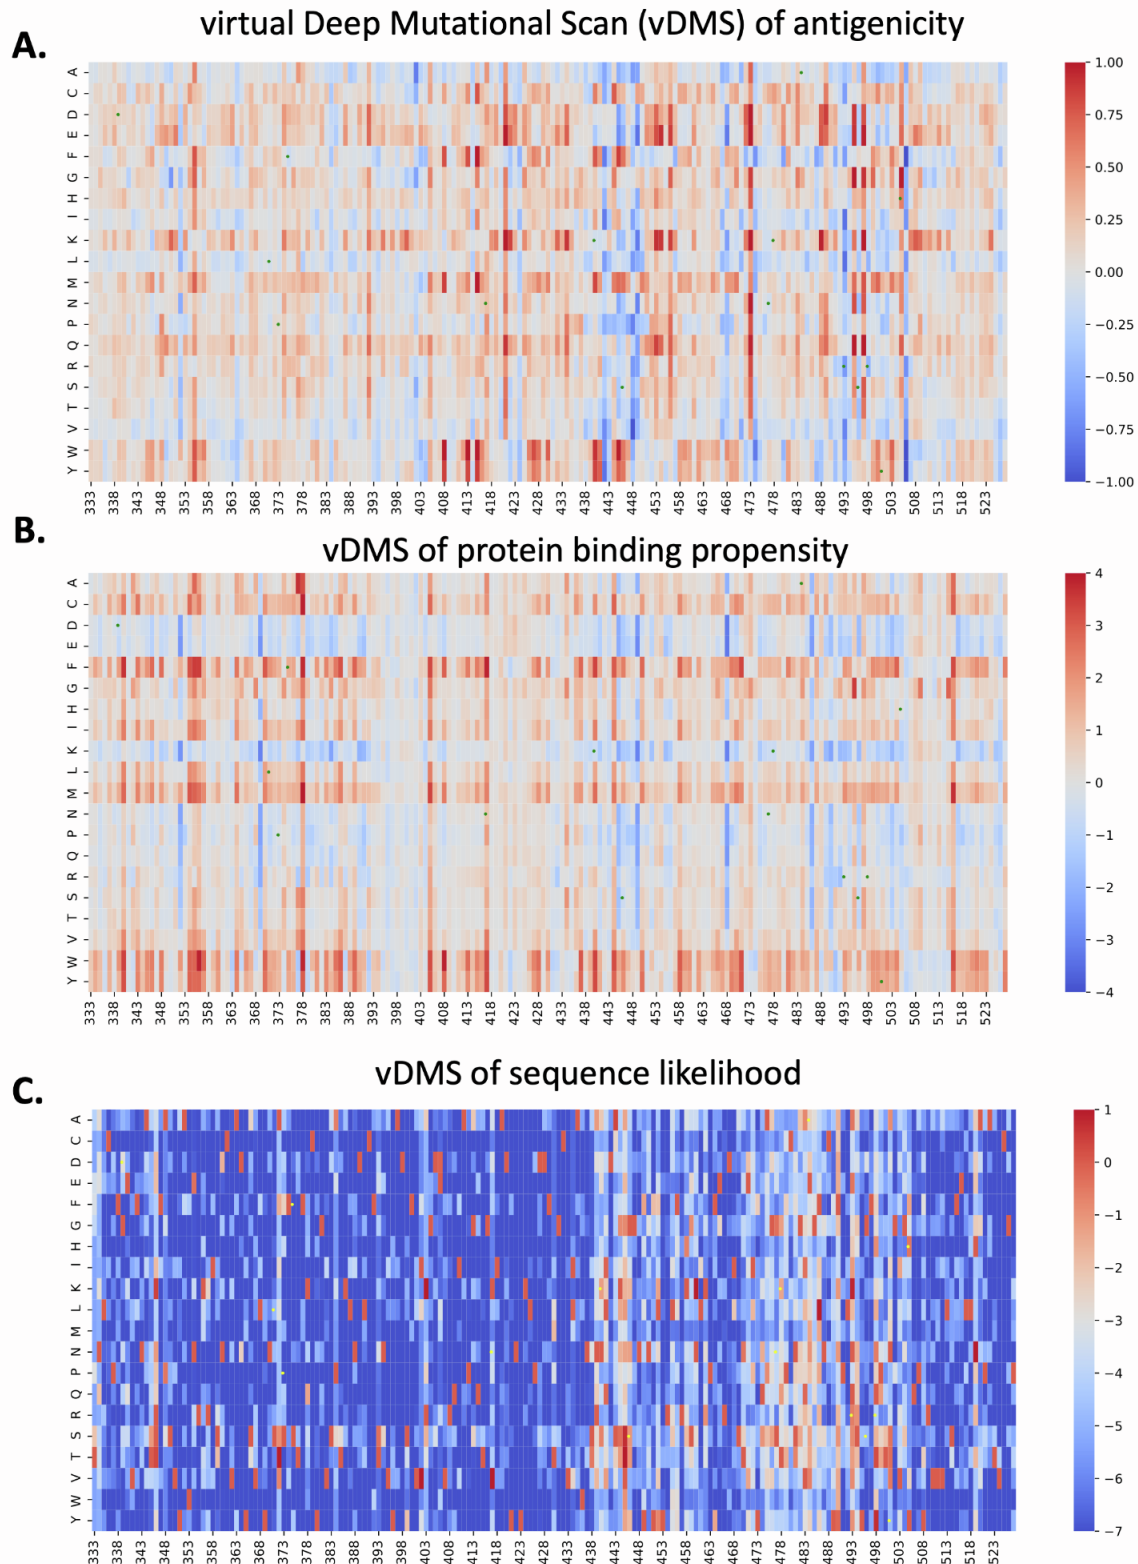 virtual Deep Mutational Scan (vDMS) of antigenicity
A.
A C D E F G H I K L M N P Q R S T V W Y
333 338 343 348 353 358 363 368 373 378 383 388 393 398 403 408 413 418 423 428 433 438 443 448 453 458 463 468 473 478 483 488 493 498 503 508 513 518 523
1.00
0.75
0.50
0.25
0.00
−0.25
−0.50
−0.75
−1.00
B.
vDMS of protein binding propensity
A C D E F G H I K L M N P Q R S T V W Y
333 338 343 348 353 358 363 368 373 378 383 388 393 398 403 408 413 418 423 428 433 438 443 448 453 458 463 468 473 478 483 488 493 498 503 508 513 518 523
4
3
2
1
0
−1
−2
−3
−4
vDMS of sequence likelihood
C.
A C D E F G H I K L M N P Q R S T V W Y
333 338 343 348 353 358 363 368 373 378 383 388 393 398 403 408 413 418 423 428 433 438 443 448 453 458 463 468 473 478 483 488 493 498 503 508 513 518 523
1
0
−1
−2
−3
−4
−5
−6
−7